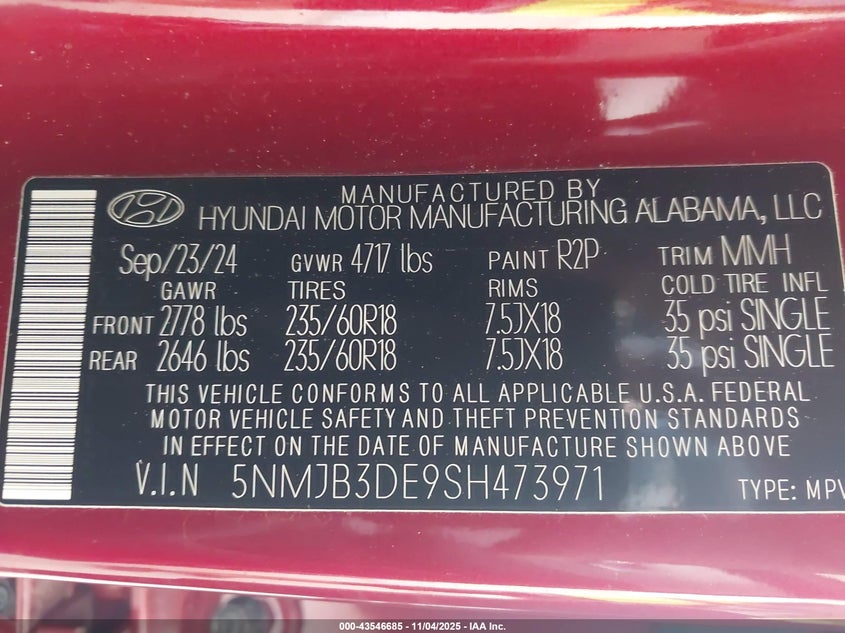 MANUFACTURED BY
HYUNDAI MOTOR MANUFACTURING ALABAMA, LLC
Sep/23/24 GVWR 4717 lbs PAINT R2P TRIM MMH
GAWR TIRES RIMS COLD TIRE INFL
FRONT 2778 lbs 235/60R18 7.5JX18 35 psi SINGLE
REAR 2646 lbs 235/60R18 7.5JX18 35 psi SINGLE
THIS VEHICLE CONFORMS TO ALL APPLICABLE U.S.A. FEDERAL
MOTOR VEHICLE SAFETY AND THEFT PREVENTION STANDARDS
IN EFFECT ON THE DATE OF MANUFACTURE SHOWN ABOVE
V.I.N 5NMJB3DE9SH473971 TYPE: MPV
000-43546685 - 11/04/2025 - IAA Inc.